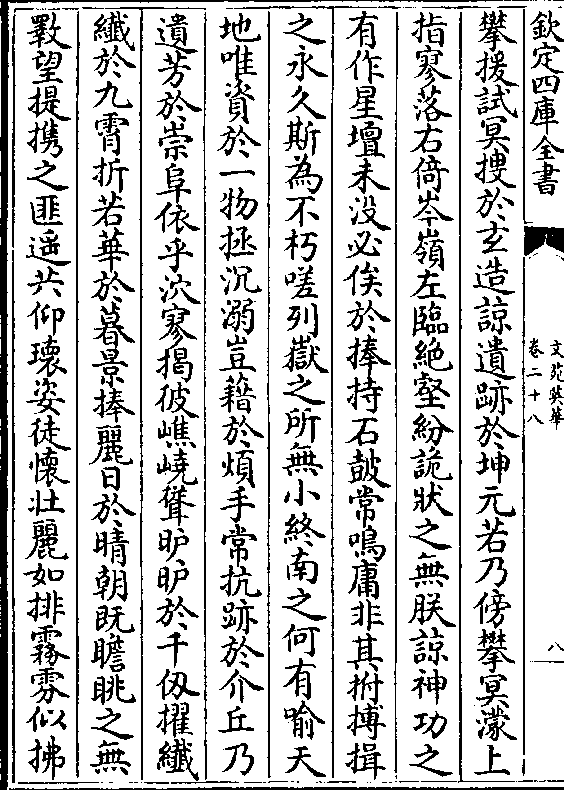 欽定四庫全書
文苑英華
卷二十八
八
攀援試冥搜於玄造諒遺跡於坤元若乃傍攀冥濛上
指寥落右倚岑嶺左臨絶壑紛詭狀之無朕諒神功之
有作星壇未没必俟於捧持石鼓常鳴庸非其拊搏揖
之永久斯為不朽嗟列嶽之所無小終南之何有喻天
地唯資於一物拯沉溺豈藉於煩手常抗跡於介丘乃
遺芳於崇阜依乎泬寥揭彼嶕嶢聳昈昈於千仭擢纖
纖於九霄折若華於暮景捧麗日於晴朝既瞻眺之無
斁望提攜之匪遥共仰瓌姿徒懷壯麗如排霧雰似拂